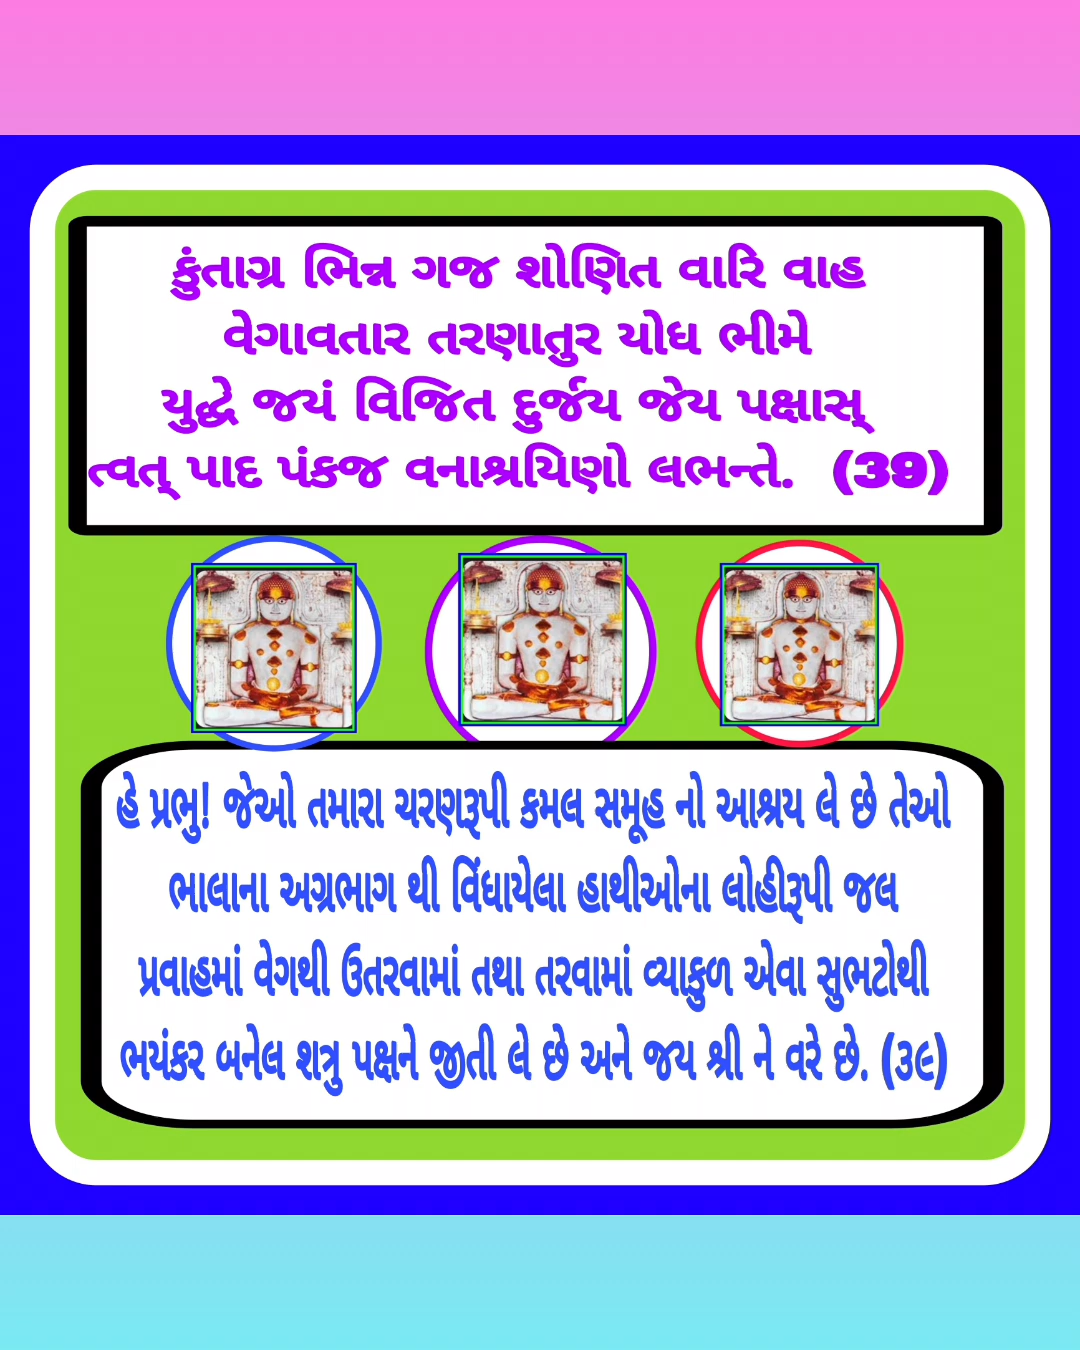 કુંતાગ્ર ભિન્ન ગજ શોણિત વારિ વાહ
વેગાવતાર તરણાતુર યોધ ભીમે
યુદ્ધે જયં વિજિત દુર્જય જેય પક્ષાસ્
ત્વત્ પાદ પંકજ વનાશ્રયિણો લભન્તે. (39)
હે પ્રભુ! જેઓ તમારા ચરણરૂપી કમલ સમૂહ નો આશ્રય લે છે તેઓ
ભાલાના અગ્રભાગ થી વિંધાયેલા હાથીઓના લોહીરૂપી જલ
પ્રવાહમાં વેગથી ઉતરવામાં તથા તરવામાં વ્યાકુળ એવા સુભટોથી
ભયંકર બનેલ શત્રુ પક્ષને જીતી લે છે અને જય શ્રી ને વરે છે. (૩૯)